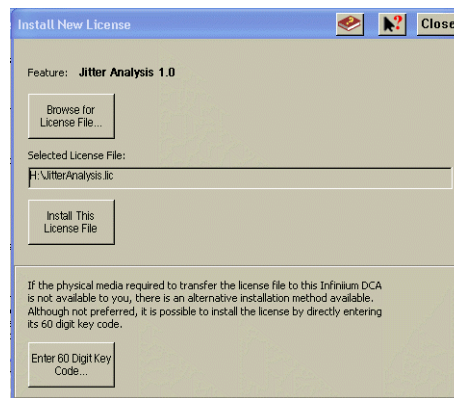 Install New License
Close
Feature: Jitter Analysis 1.0
Browse for
License File...
Selected License File:
H:\JitterAnalysis.lic
Install This
License File
If the physical media required to transfer the license file to this Infiniium DCA
is not available to you, there is an alternative installation method available.
Although not preferred, it is possible to install the license by directly entering
its 60 digit key code.
Enter 60 Digit Key
Code...